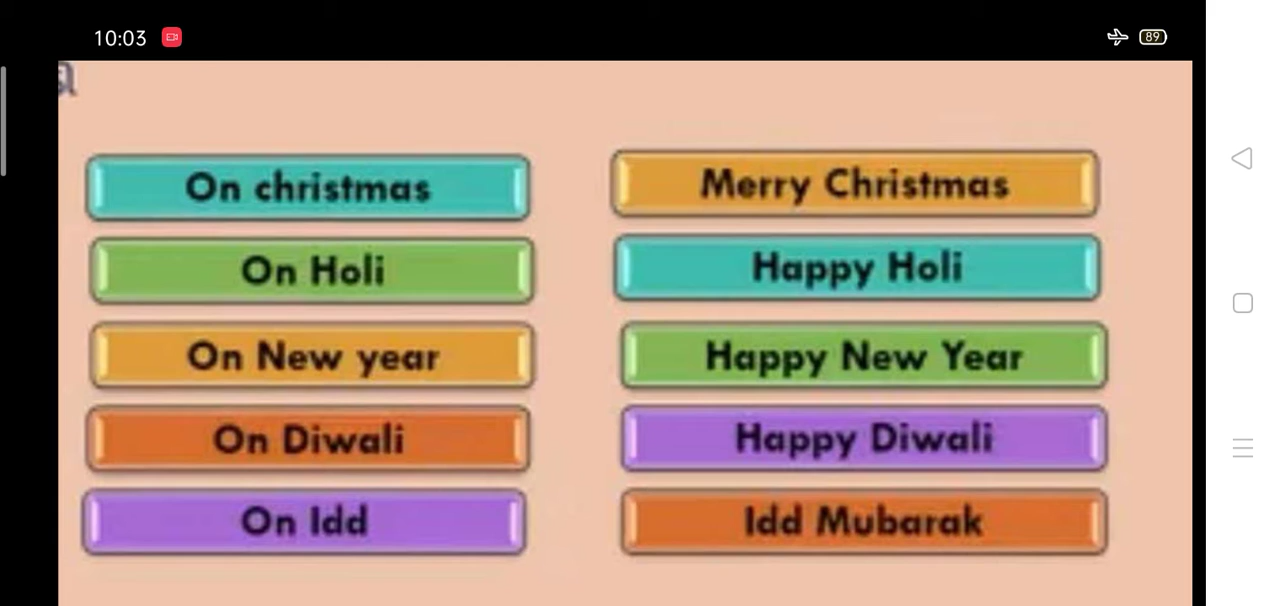 10:03
89
On christmas
Merry Christmas
On Holi
Happy Holi
On New year
Happy New Year
On Diwali
Happy Diwali
On Idd
Idd Mubarak